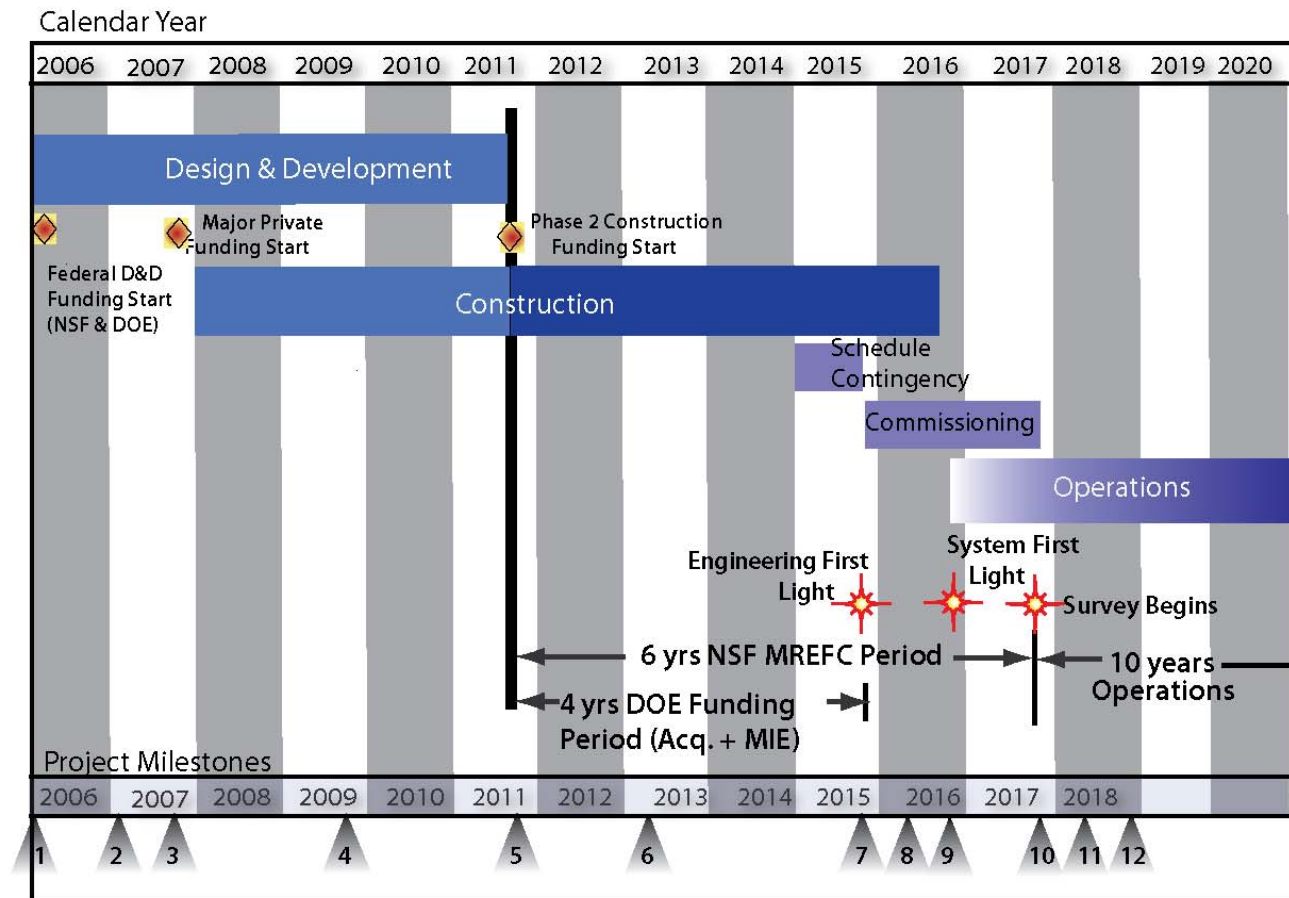 Calendar Year
2006 2007 2008 2009 2010 2011 2012 2013 2014 2015 2016 2017 2018 2019 2020
Design & Development
Major Private
Funding Start
Phase 2 Construction
Funding Start
Federal D&D
Funding Start
(NSF & DOE)
Construction
Schedule
Contingency
Commissioning
Operations
Engineering First
Light
System First
Light
Survey Begins
6 yrs NSF MREFC Period
10 years
Operations
4 yrs DOE Funding
Period (Acq. + MIE)
Project Milestones
2006 2007 2008 2009 2010 2011 2012 2013 2014 2015 2016 2017 2018
1 2 3 4 5 6 7 8 9 10 11 12